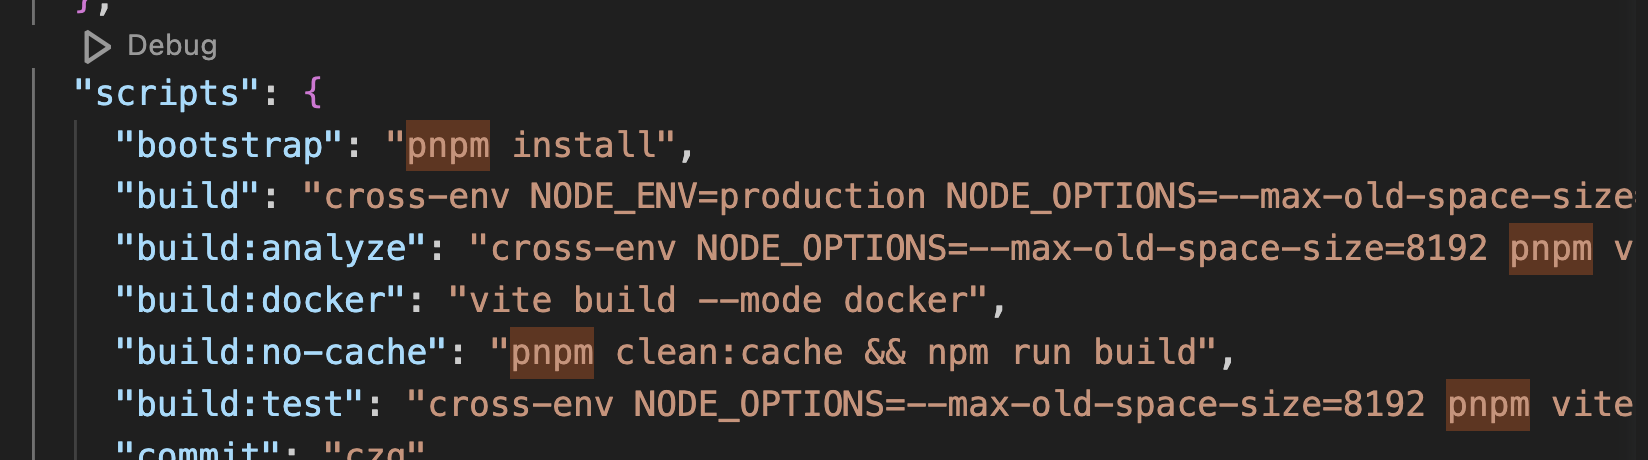 },
Debug
"scripts": {
"bootstrap": "pnpm install",
"build": "cross-env NODE_ENV=production NODE_OPTIONS=--max-old-space-size=
"build:analyze": "cross-env NODE_OPTIONS=--max-old-space-size=8192 pnpm v
"build:docker": "vite build --mode docker",
"build:no-cache": "pnpm clean:cache && npm run build",
"build:test": "cross-env NODE_OPTIONS=--max-old-space-size=8192 pnpm vite
"commit": "czg"